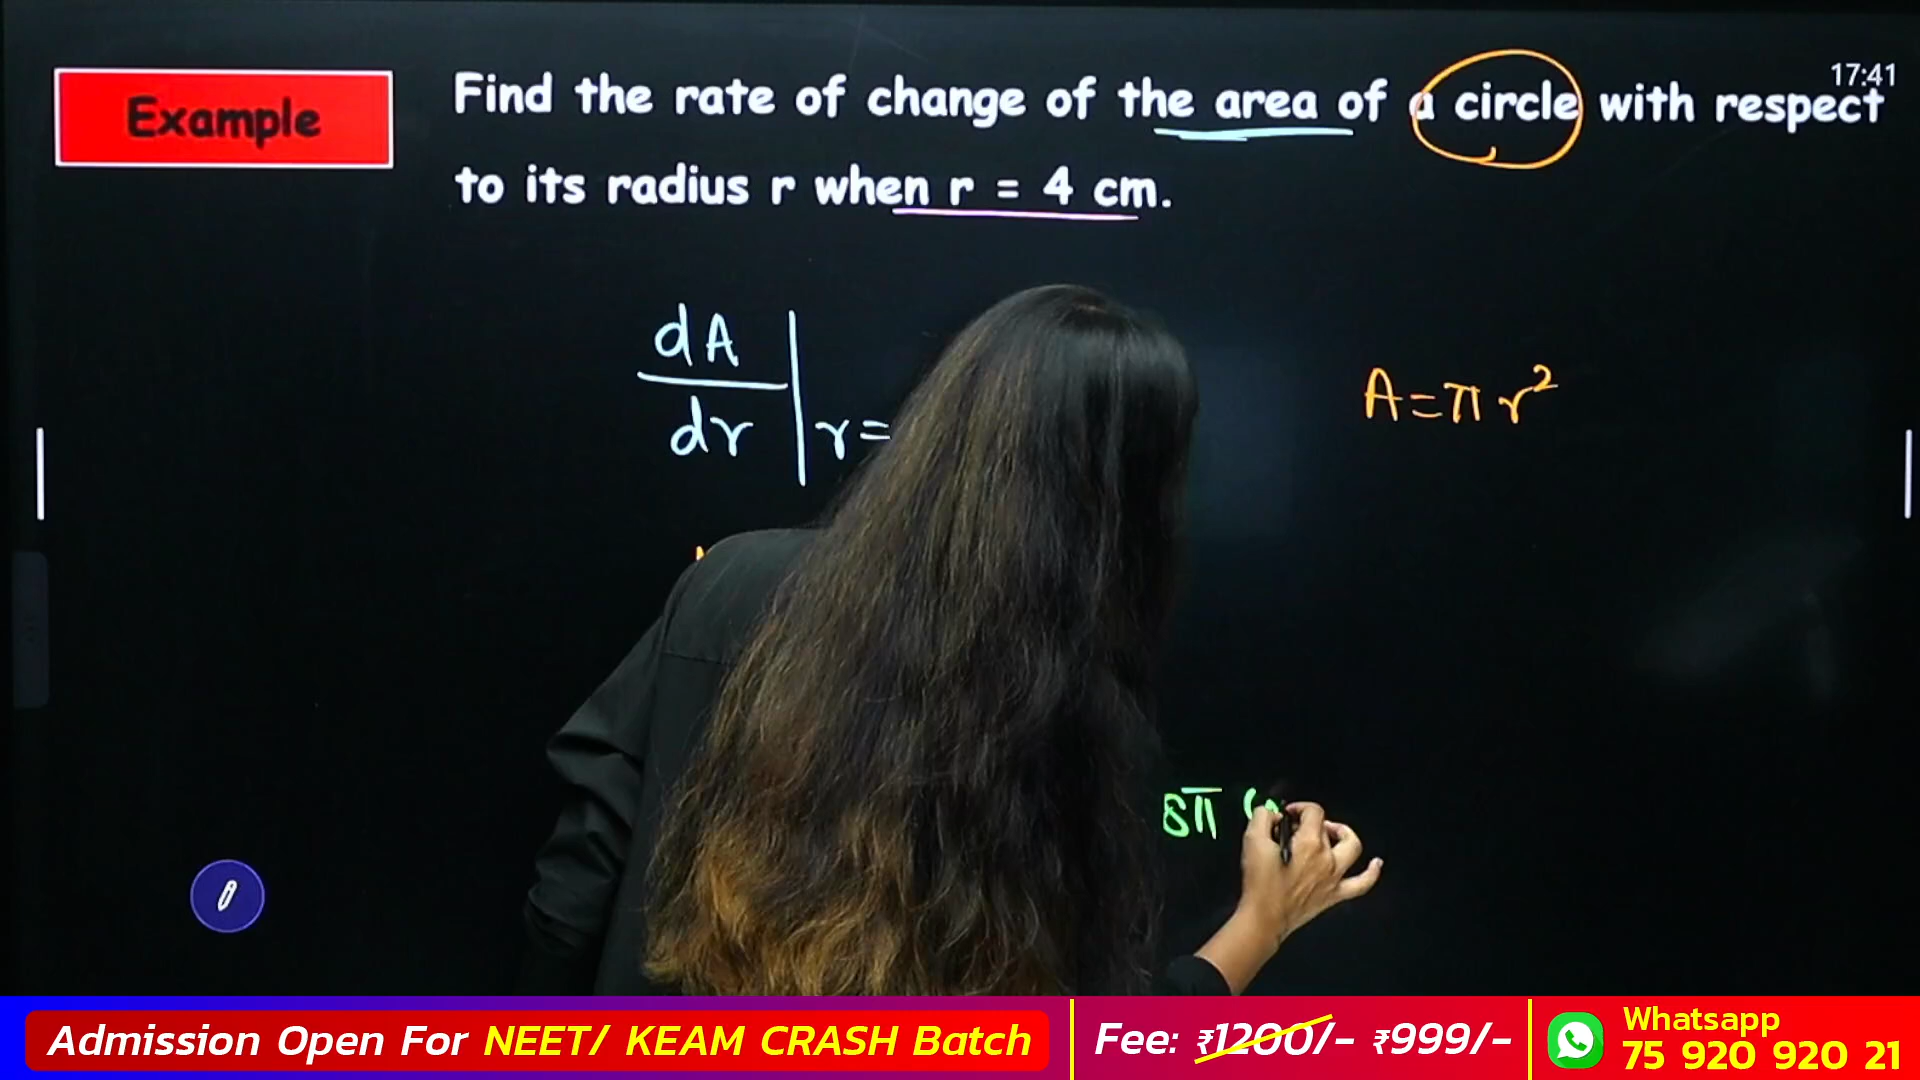 17:41
Example
Find the rate of change of the area of a circle with respect
to its radius r when r = 4 cm.
dA
dr
r=
A=πr²
8π
Admission Open For NEET/ KEAM CRASH Batch
Fee: ₹1200/- ₹999/-
Whatsapp
75 920 920 21